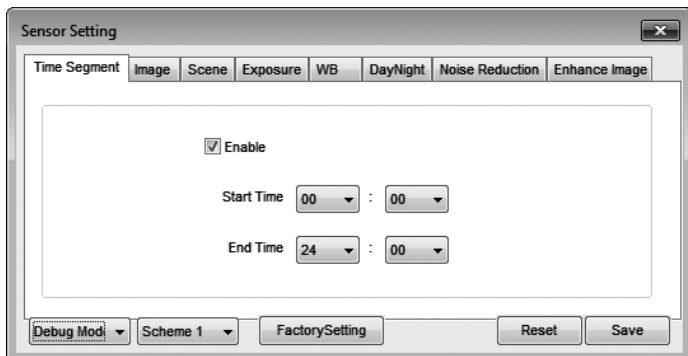 Sensor Setting
Time Segment Image Scene Exposure WB DayNight Noise Reduction Enhance Image
Enable
Start Time 00 : 00
End Time 24 : 00
Debug Mod Scheme 1 FactorySetting Reset Save